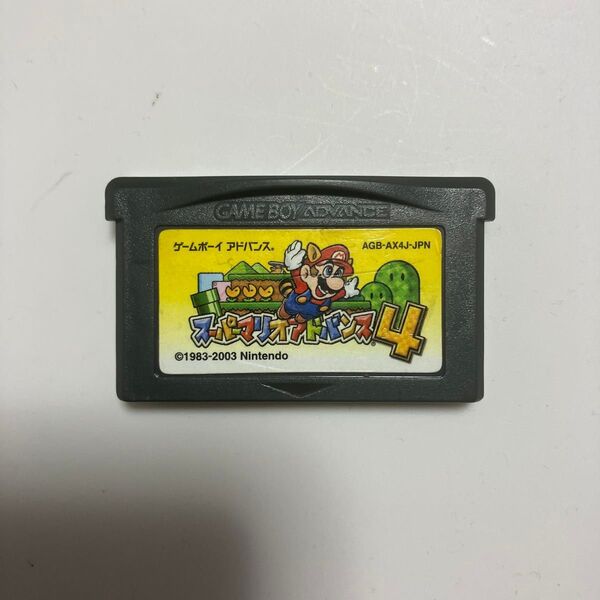 GAME BOY ADVANCE
ゲームボーイ アドバンス® AGB-AX4J-JPN
スーパーマリオアドバンス4
©1983-2003 Nintendo